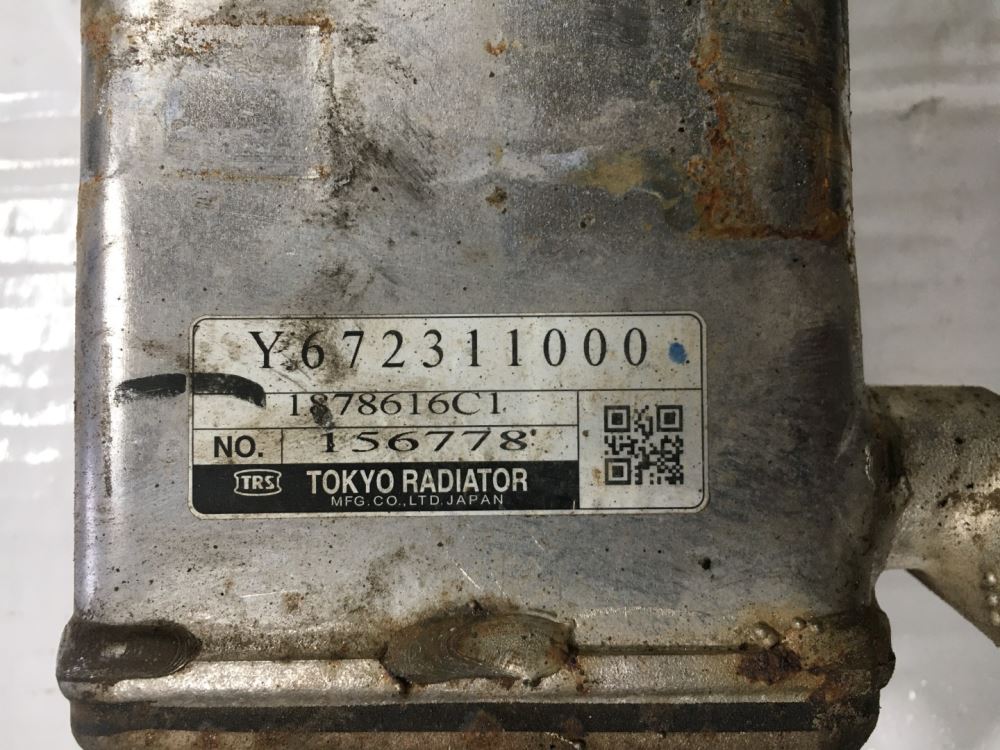 Y672311000
1878616C1
NO. 156778
TRS TOKYO RADIATOR
MFG.CO.,LTD.JAPAN